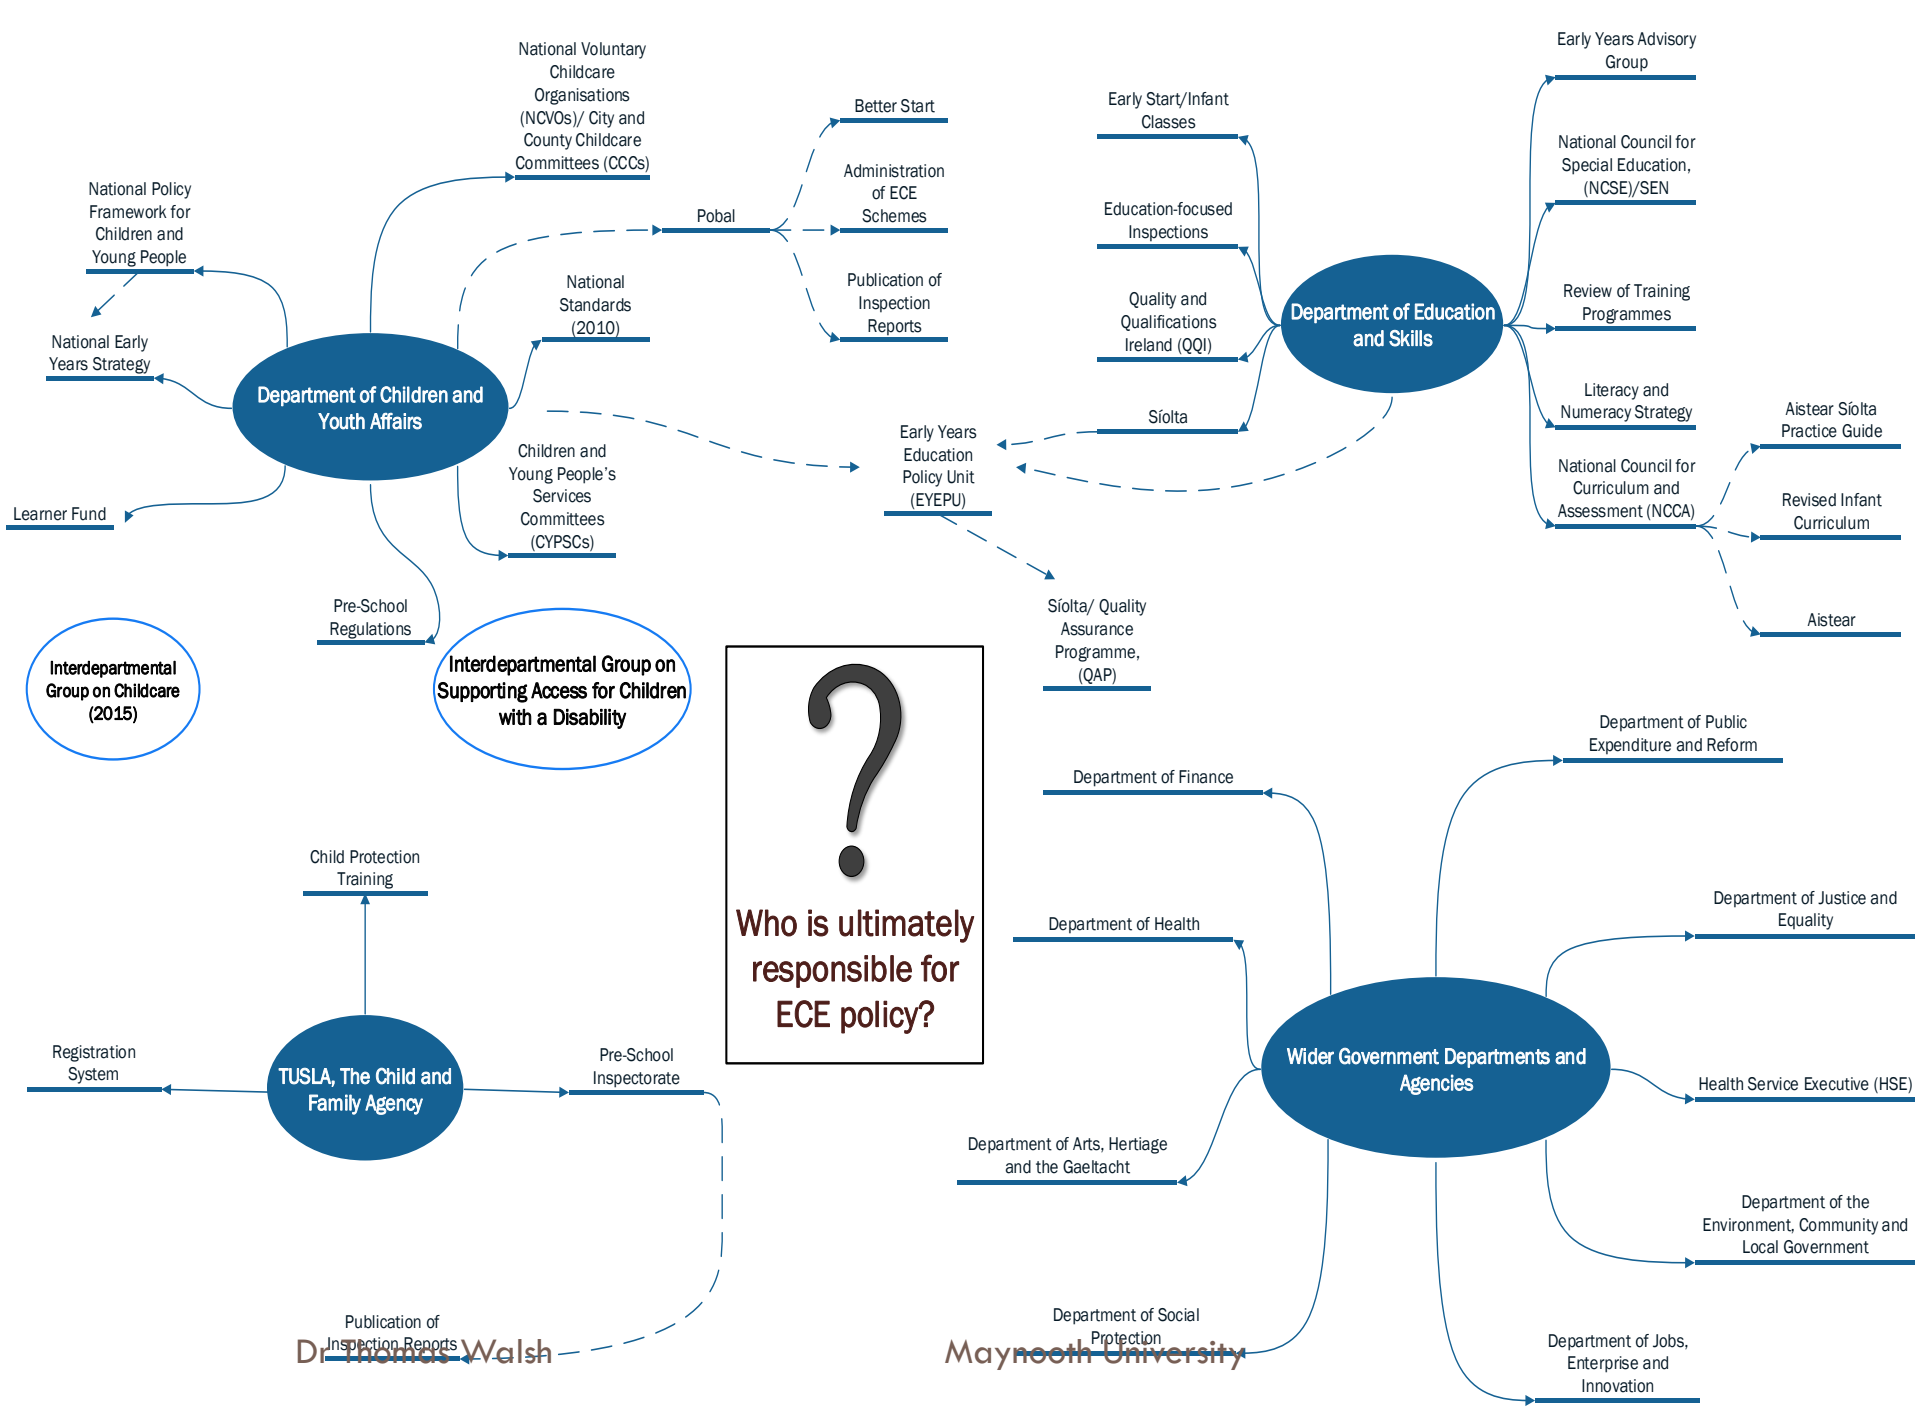 National Voluntary
Childcare
Organisations
(NCVOs)/ City and
County Childcare
Committees (CCCs)
National Policy
Framework for
Children and
Young People
Pobal
Better Start
Administration
of ECE
Schemes
Publication of
Inspection
Reports
National
Standards
(2010)
National Early
Years Strategy
Department of Children and
Youth Affairs
Learner Fund
Children and
Young People’s
Services
Committees
(CYPSCs)
Pre-School
Regulations
Early Start/Infant
Classes
Education-focused
Inspections
Quality and
Qualifications
Ireland (QQI)
Síolta
Department of Education
and Skills
Early Years Advisory
Group
National Council for
Special Education,
(NCSE)/SEN
Review of Training
Programmes
Literacy and
Numeracy Strategy
National Council for
Curriculum and
Assessment (NCCA)
Aistear Síolta
Practice Guide
Revised Infant
Curriculum
Aistear
Early Years
Education
Policy Unit
(EYEPU)
Síolta/ Quality
Assurance
Programme,
(QAP)
Interdepartmental
Group on Childcare
(2015)
Interdepartmental Group on
Supporting Access for Children
with a Disability
?
Who is ultimately
responsible for
ECE policy?
Child Protection
Training
Registration
System
TUSLA, The Child and
Family Agency
Pre-School
Inspectorate
Publication of
Inspection Reports
Department of Finance
Department of Public
Expenditure and Reform
Department of Health
Department of Justice and
Equality
Wider Government Departments and
Agencies
Health Service Executive (HSE)
Department of Arts, Hertiage
and the Gaeltacht
Department of the
Environment, Community and
Local Government
Department of Social
Protection
Department of Jobs,
Enterprise and
Innovation
Dr Thomas Walsh
Maynooth University